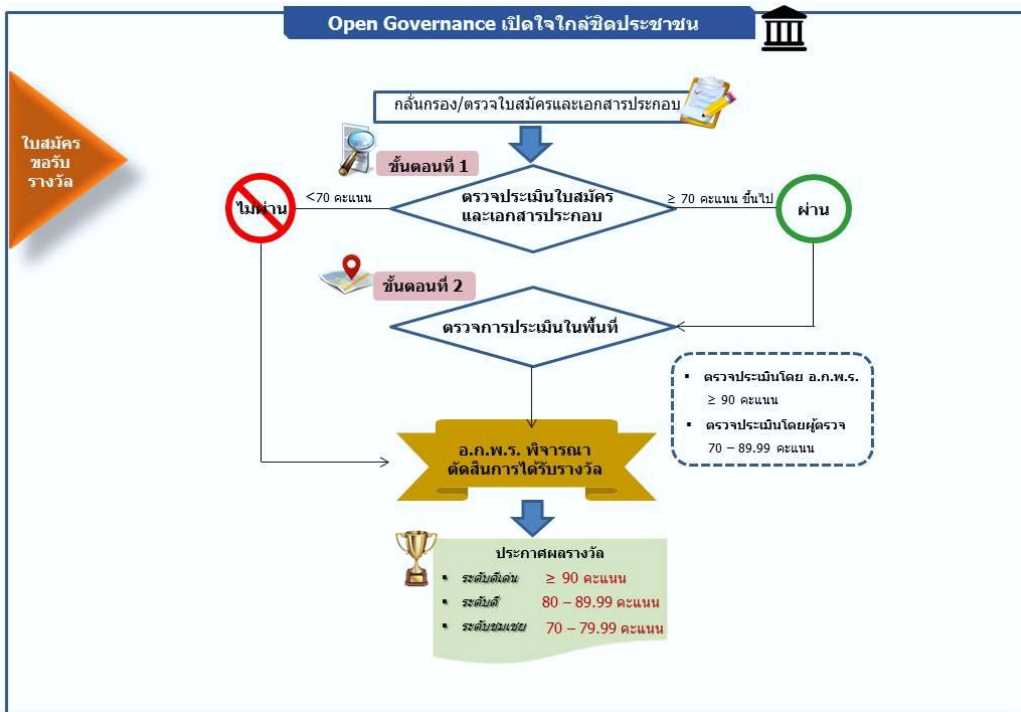 Open Governance เปิดใจใกล้ชิดประชาชน
ใบสมัคร
ขอรับ
รางวัล
กลั่นกรอง/ตรวจใบสมัครและเอกสารประกอบ
ขั้นตอนที่ 1
ตรวจประเมินใบสมัคร
และเอกสารประกอบ
<70 คะแนน
ไม่ผ่าน
≥ 70 คะแนน ขึ้นไป
ผ่าน
ขั้นตอนที่ 2
ตรวจการประเมินในพื้นที่
▪ ตรวจประเมินโดย อ.ก.พ.ร.
≥ 90 คะแนน
▪ ตรวจประเมินโดยผู้ตรวจ
70 – 89.99 คะแนน
อ.ก.พ.ร. พิจารณา
ตัดสินการได้รับรางวัล
ประกาศผลรางวัล
▪ ระดับดีเด่น ≥ 90 คะแนน
▪ ระดับดี 80 – 89.99 คะแนน
▪ ระดับชมเชย 70 – 79.99 คะแนน